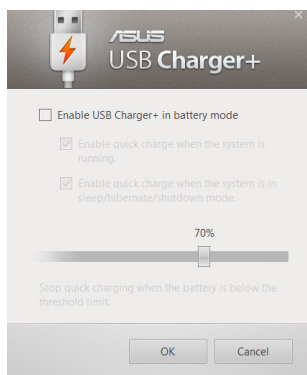 ASUS
USB Charger+
Enable USB Charger+ in battery mode
Enable quick charge when the system is
running.
Enable quick charge when the system is in
sleep/hibernate/shutdown mode.
70%
Stop quick charging when the battery is below the
threshold limit.
OK Cancel